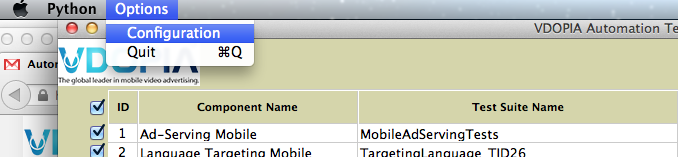 Python Options
Configuration
Quit ⌘Q
VDOPIA Automation Te
Autor
VDOPIA
The global leader in mobile video advertising.
ID Component Name Test Suite Name
1 Ad-Serving Mobile MobileAdServingTests
2 Language Targeting Mobile TargetingLanguage_TID26